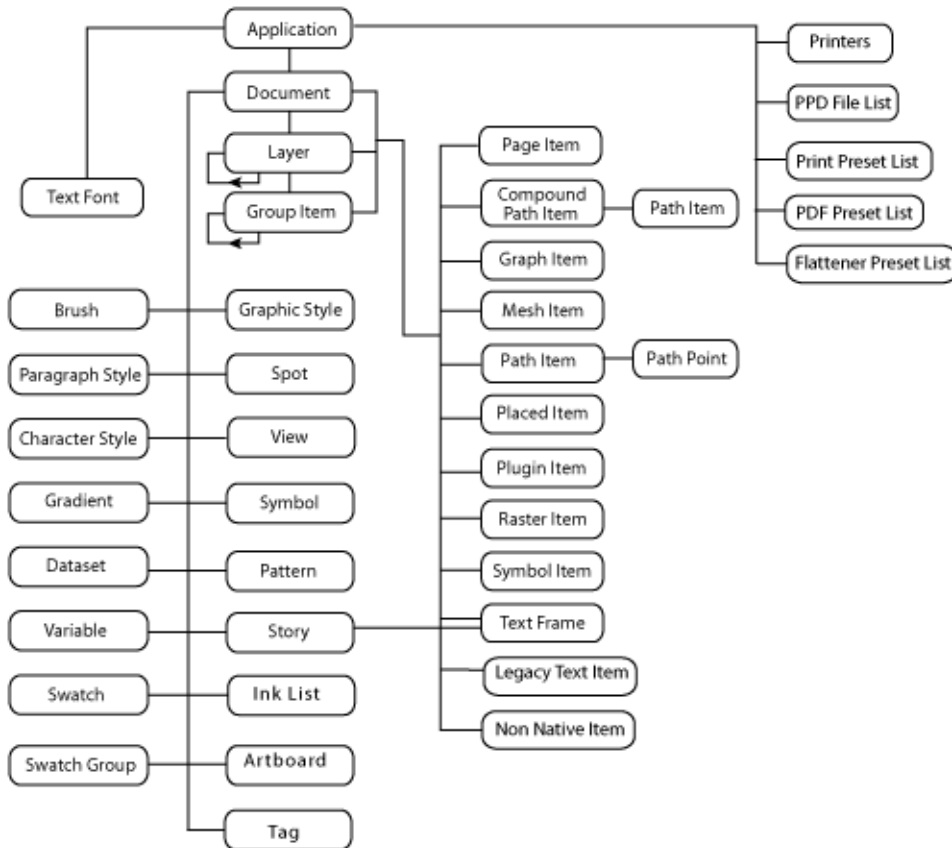 Application
Document
Layer
Group Item
Text Font
Printers
PPD File List
Print Preset List
PDF Preset List
Flattener Preset List
Page Item
Compound
Path Item
Path Item
Graph Item
Mesh Item
Path Item
Path Point
Placed Item
Plugin Item
Raster Item
Symbol Item
Text Frame
Legacy Text Item
Non Native Item
Brush
Graphic Style
Paragraph Style
Spot
Character Style
View
Gradient
Symbol
Dataset
Pattern
Variable
Story
Swatch
Ink List
Swatch Group
Artboard
Tag